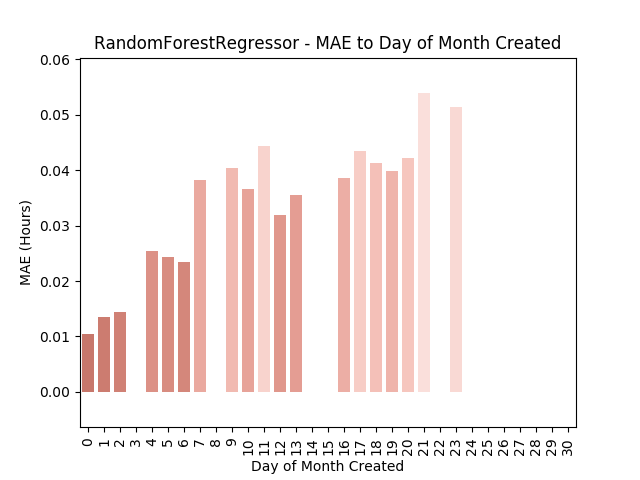 RandomForestRegressor - MAE to Day of Month Created
0.06
0.05
0.04
0.03
0.02
0.01
0.00
MAE (Hours)
0 1 2 3 4 5 6 7 8 9 10 11 12 13 14 15 16 17 18 19 20 21 22 23 24 25 26 27 28 29 30
Day of Month Created